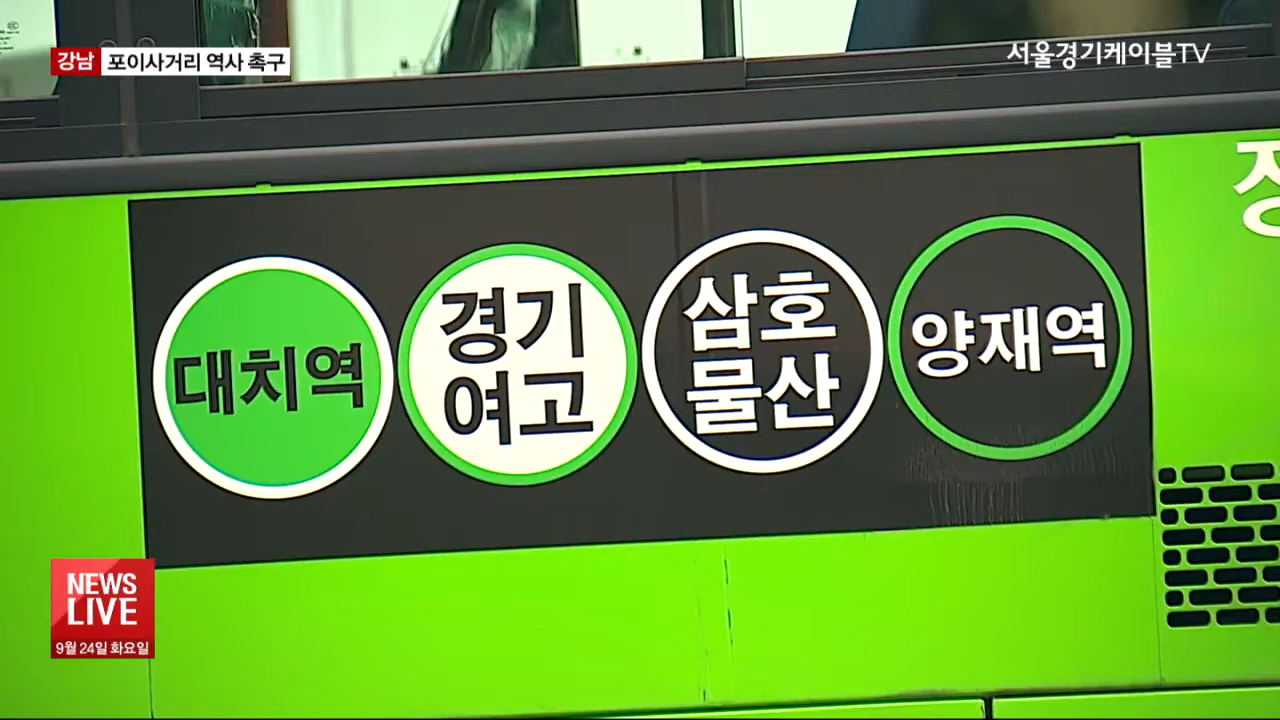 강남 포이사거리 역사 촉구
서울경기케이블TV
대치역
경기
여고
삼호
물산
양재역
NEWS
LIVE
9월 24일 화요일